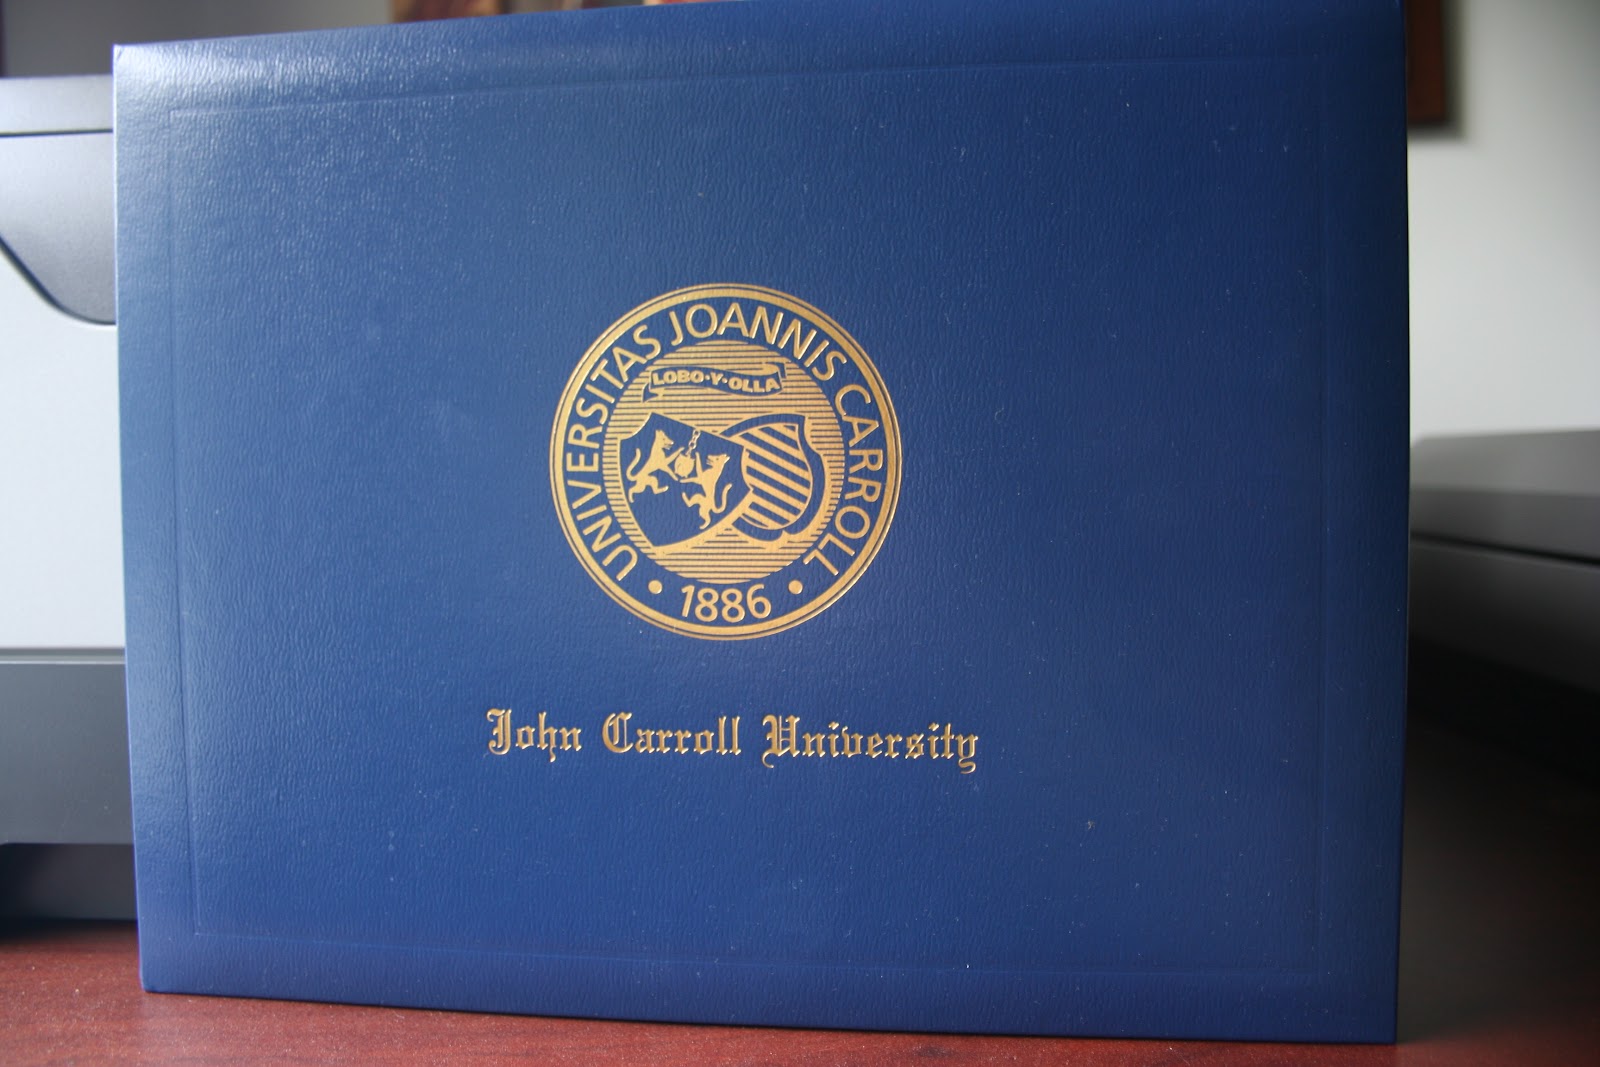 UNIVERSITAS JOANNIS CARROLL
LOBO·Y·OLLA
• 1886 •
John Carroll University